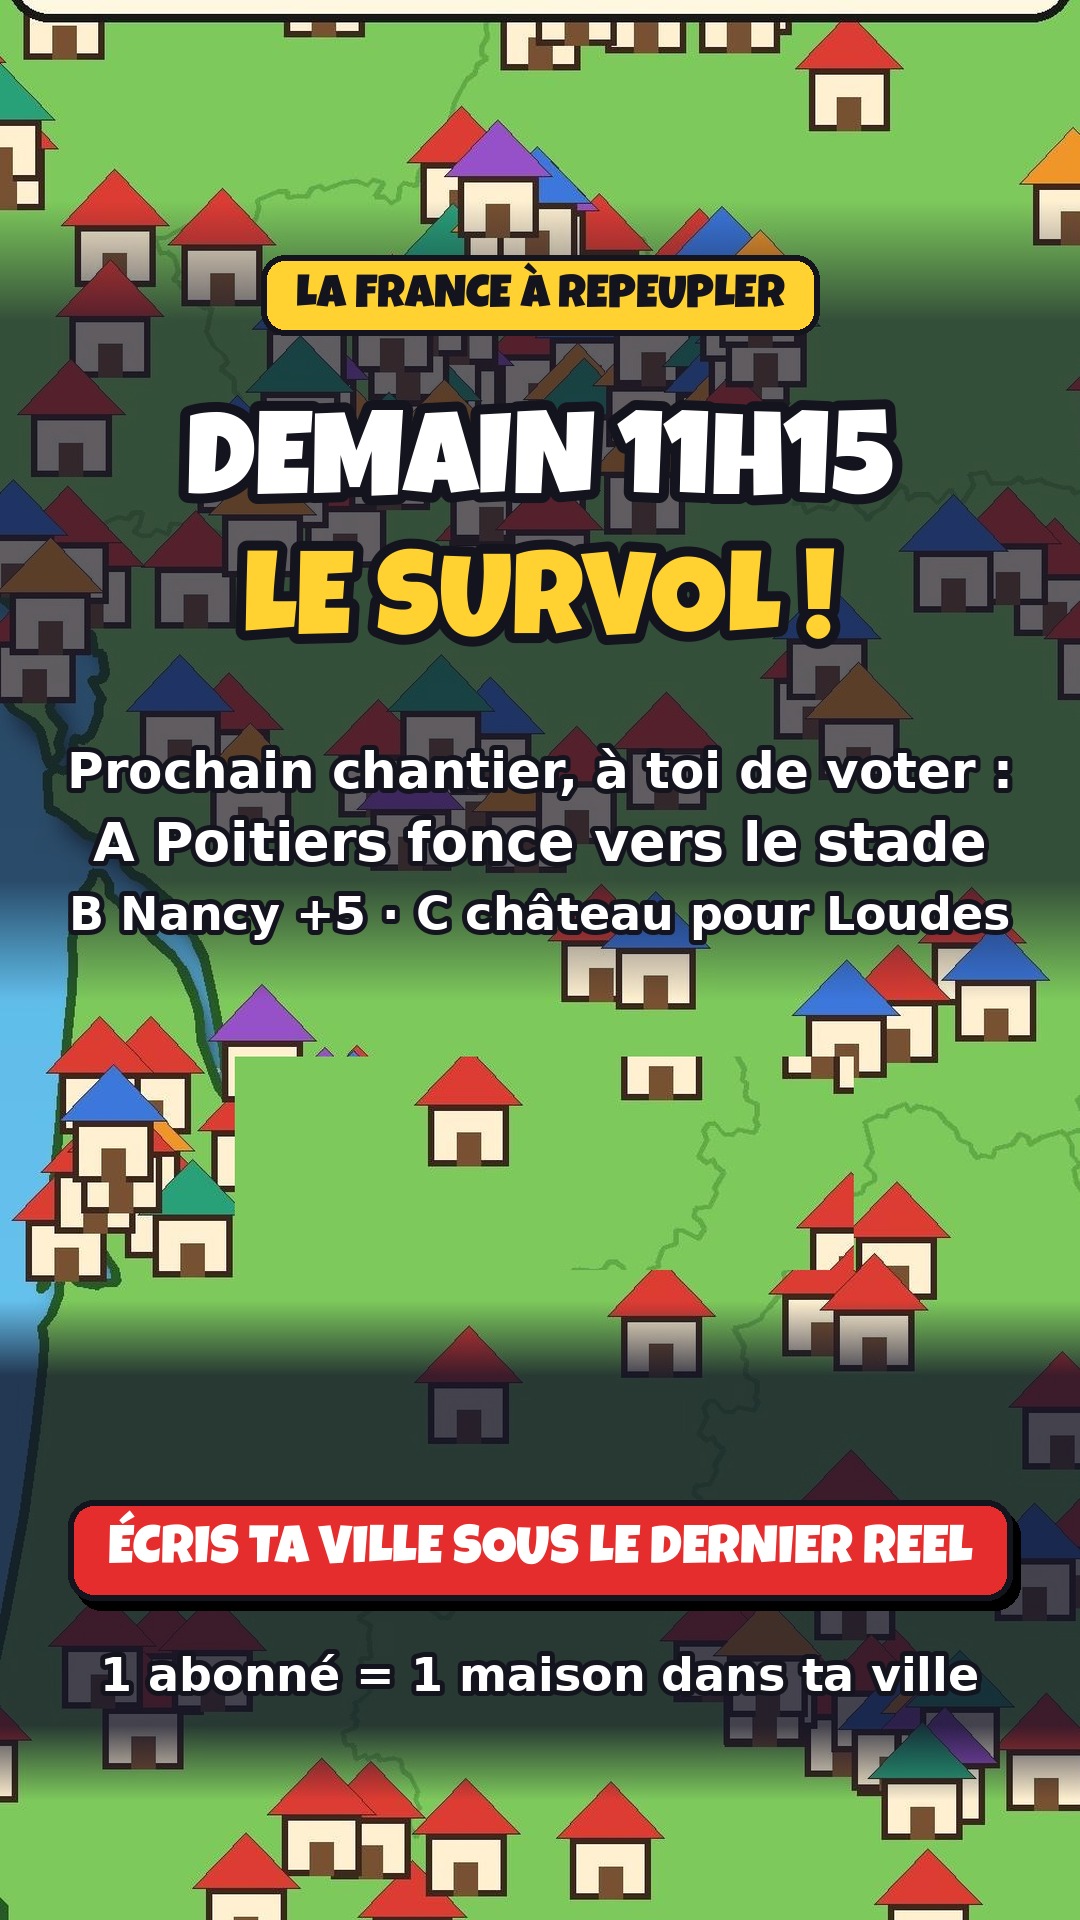 LA FRANCE À REPEUPLER
DEMAIN 11H15
LE SURVOL !
Prochain chantier, à toi de voter :
A Poitiers fonce vers le stade
B Nancy +5 · C château pour Loudes
ÉCRIS TA VILLE SOUS LE DERNIER REEL
1 abonné = 1 maison dans ta ville